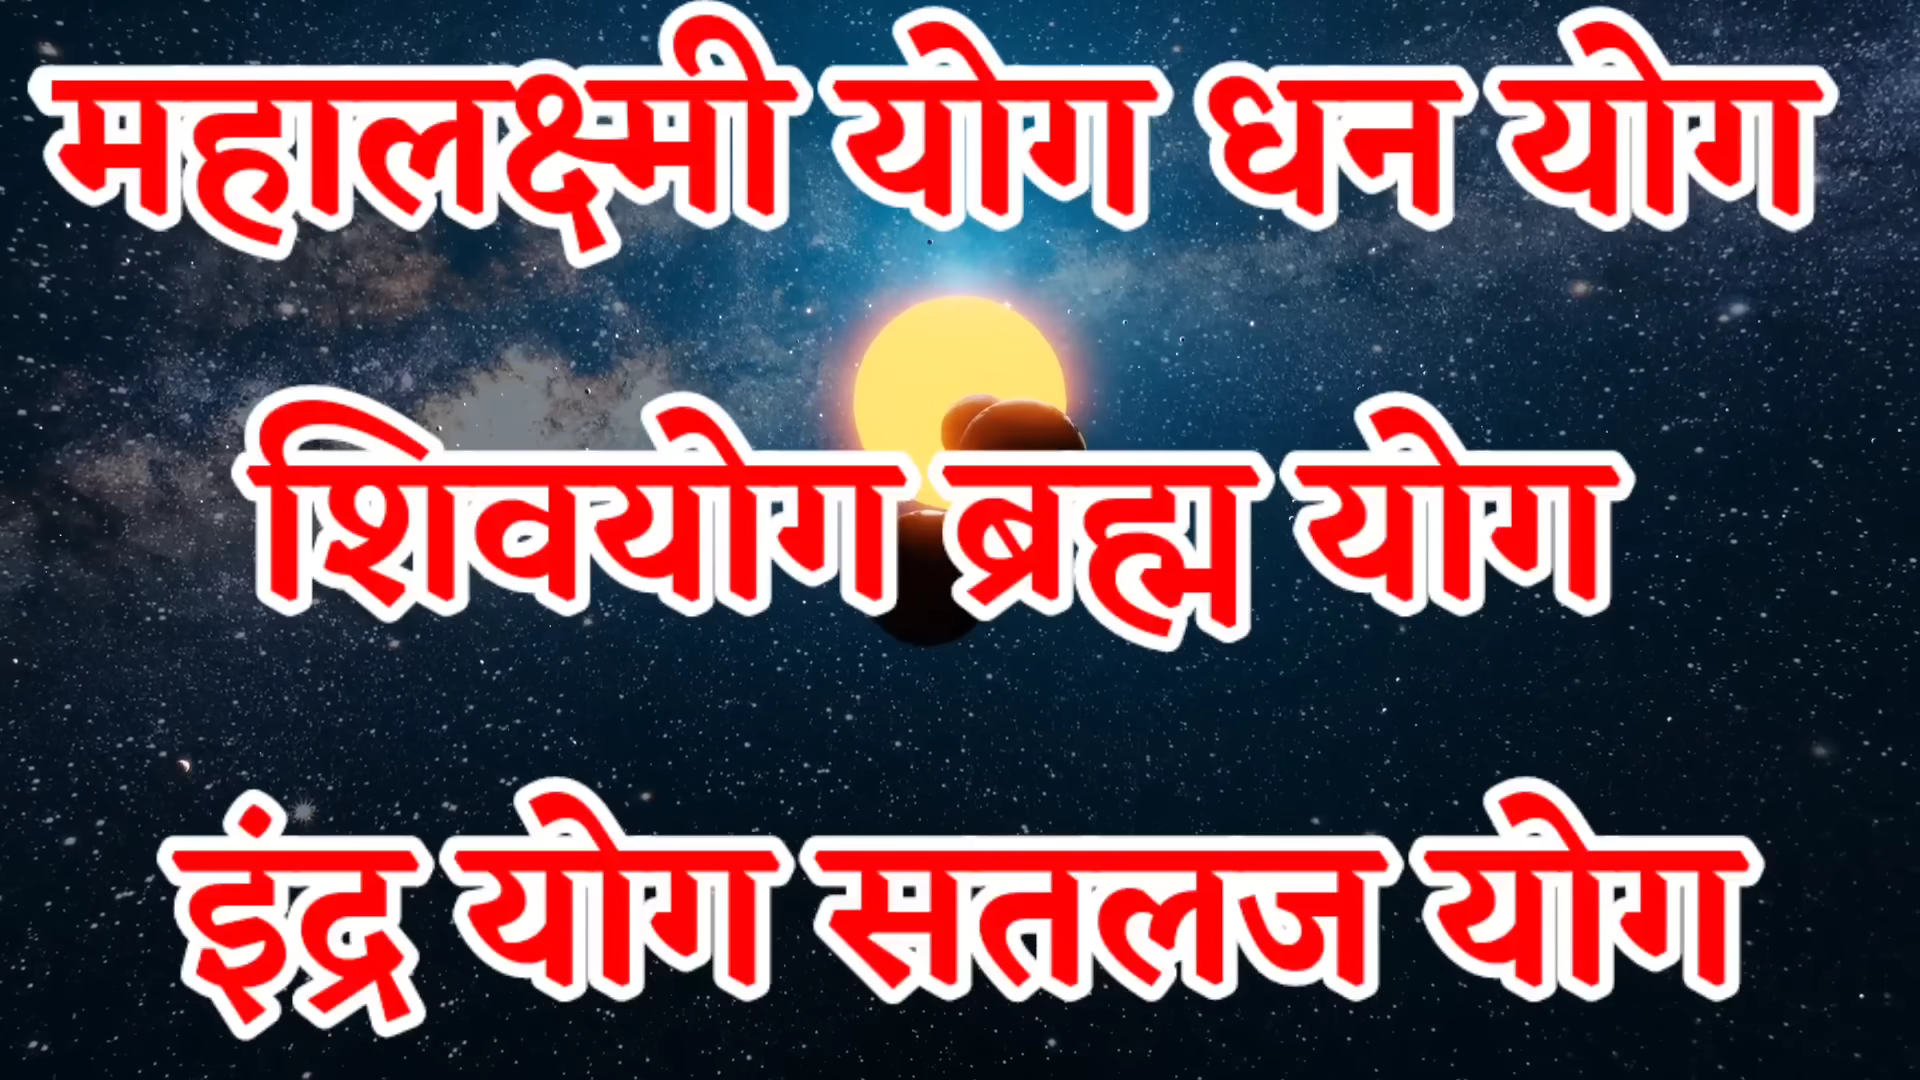 महालक्ष्मी योग धन योग
शिवयोग ब्रह्म योग
इंद्र योग सतलज योग